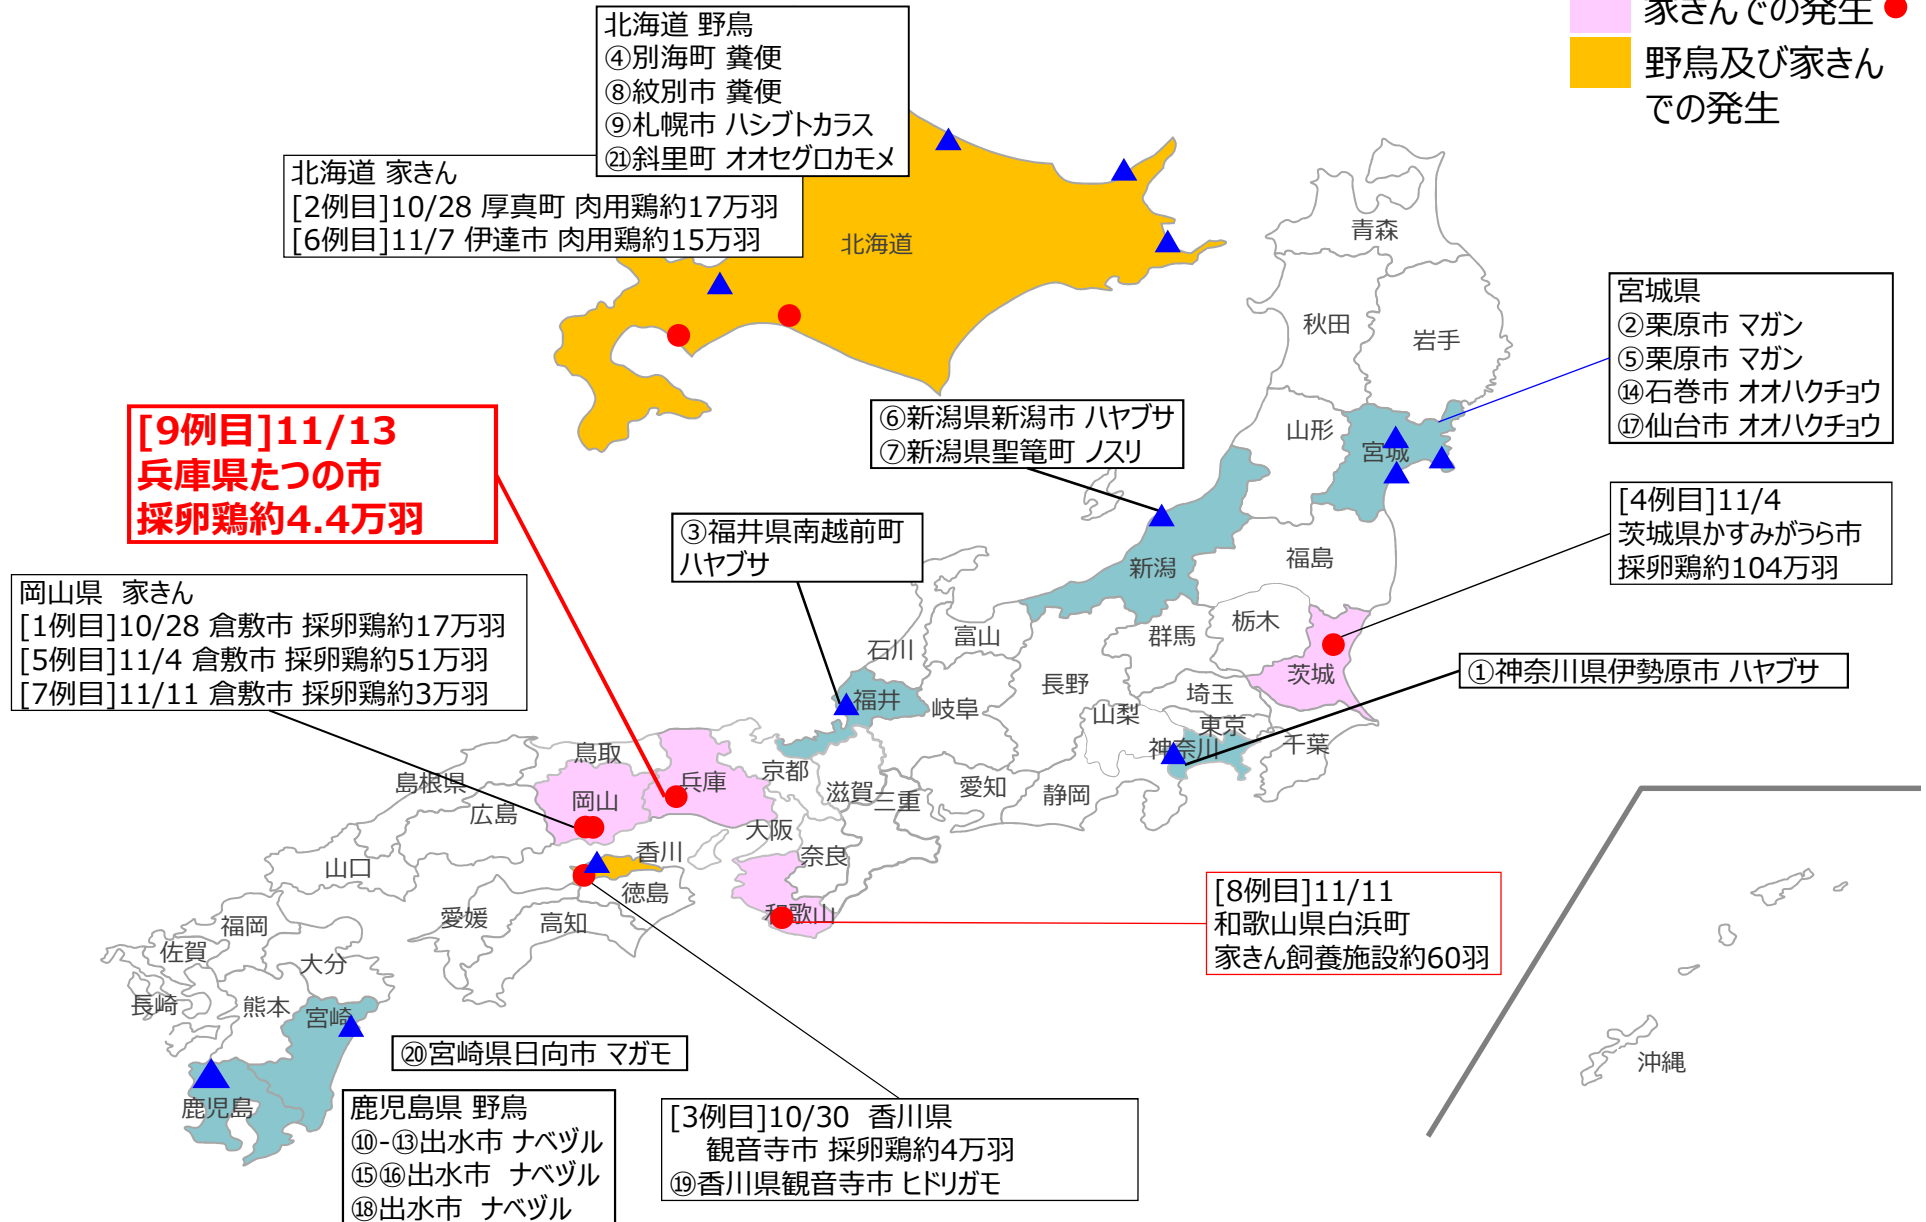 家きんでの発生
野鳥及び家きん
での発生
北海道 野鳥
④別海町 糞便
⑧紋別市 糞便
⑨札幌市 ハシブトカラス
㉑斜里町 オオセグロカモメ
北海道 家きん
[2例目]10/28 厚真町 肉用鶏約17万羽
[6例目]11/7 伊達市 肉用鶏約15万羽
北海道
青森
秋田
岩手
宮城県
②栗原市 マガン
⑤栗原市 マガン
⑭石巻市 オオハクチョウ
⑰仙台市 オオハクチョウ
山形
宮城
⑥新潟県新潟市 ハヤブサ
⑦新潟県聖篭町 ノスリ
[9例目]11/13
兵庫県たつの市
採卵鶏約4.4万羽
[4例目]11/4
茨城県かすみがうら市
採卵鶏約104万羽
③福井県南越前町
ハヤブサ
新潟
福島
岡山県 家きん
[1例目]10/28 倉敷市 採卵鶏約17万羽
[5例目]11/4 倉敷市 採卵鶏約51万羽
[7例目]11/11 倉敷市 採卵鶏約3万羽
石川
富山
群馬
栃木
茨城
①神奈川県伊勢原市 ハヤブサ
福井
岐阜
長野
埼玉
山梨
東京
神奈川
千葉
鳥取
島根県
岡山
兵庫
京都
滋賀
三重
愛知
静岡
広島
大阪
香川
奈良
山口
徳島
愛媛
高知
和歌山
[8例目]11/11
和歌山県白浜町
家きん飼養施設約60羽
福岡
佐賀
大分
長崎
熊本
宮崎
⑳宮崎県日向市 マガモ
沖縄
鹿児島
鹿児島県 野鳥
⑩-⑬出水市 ナベヅル
⑮⑯出水市 ナベヅル
⑱出水市 ナベヅル
[3例目]10/30 香川県
観音寺市 採卵鶏約4万羽
⑲香川県観音寺市 ヒドリガモ